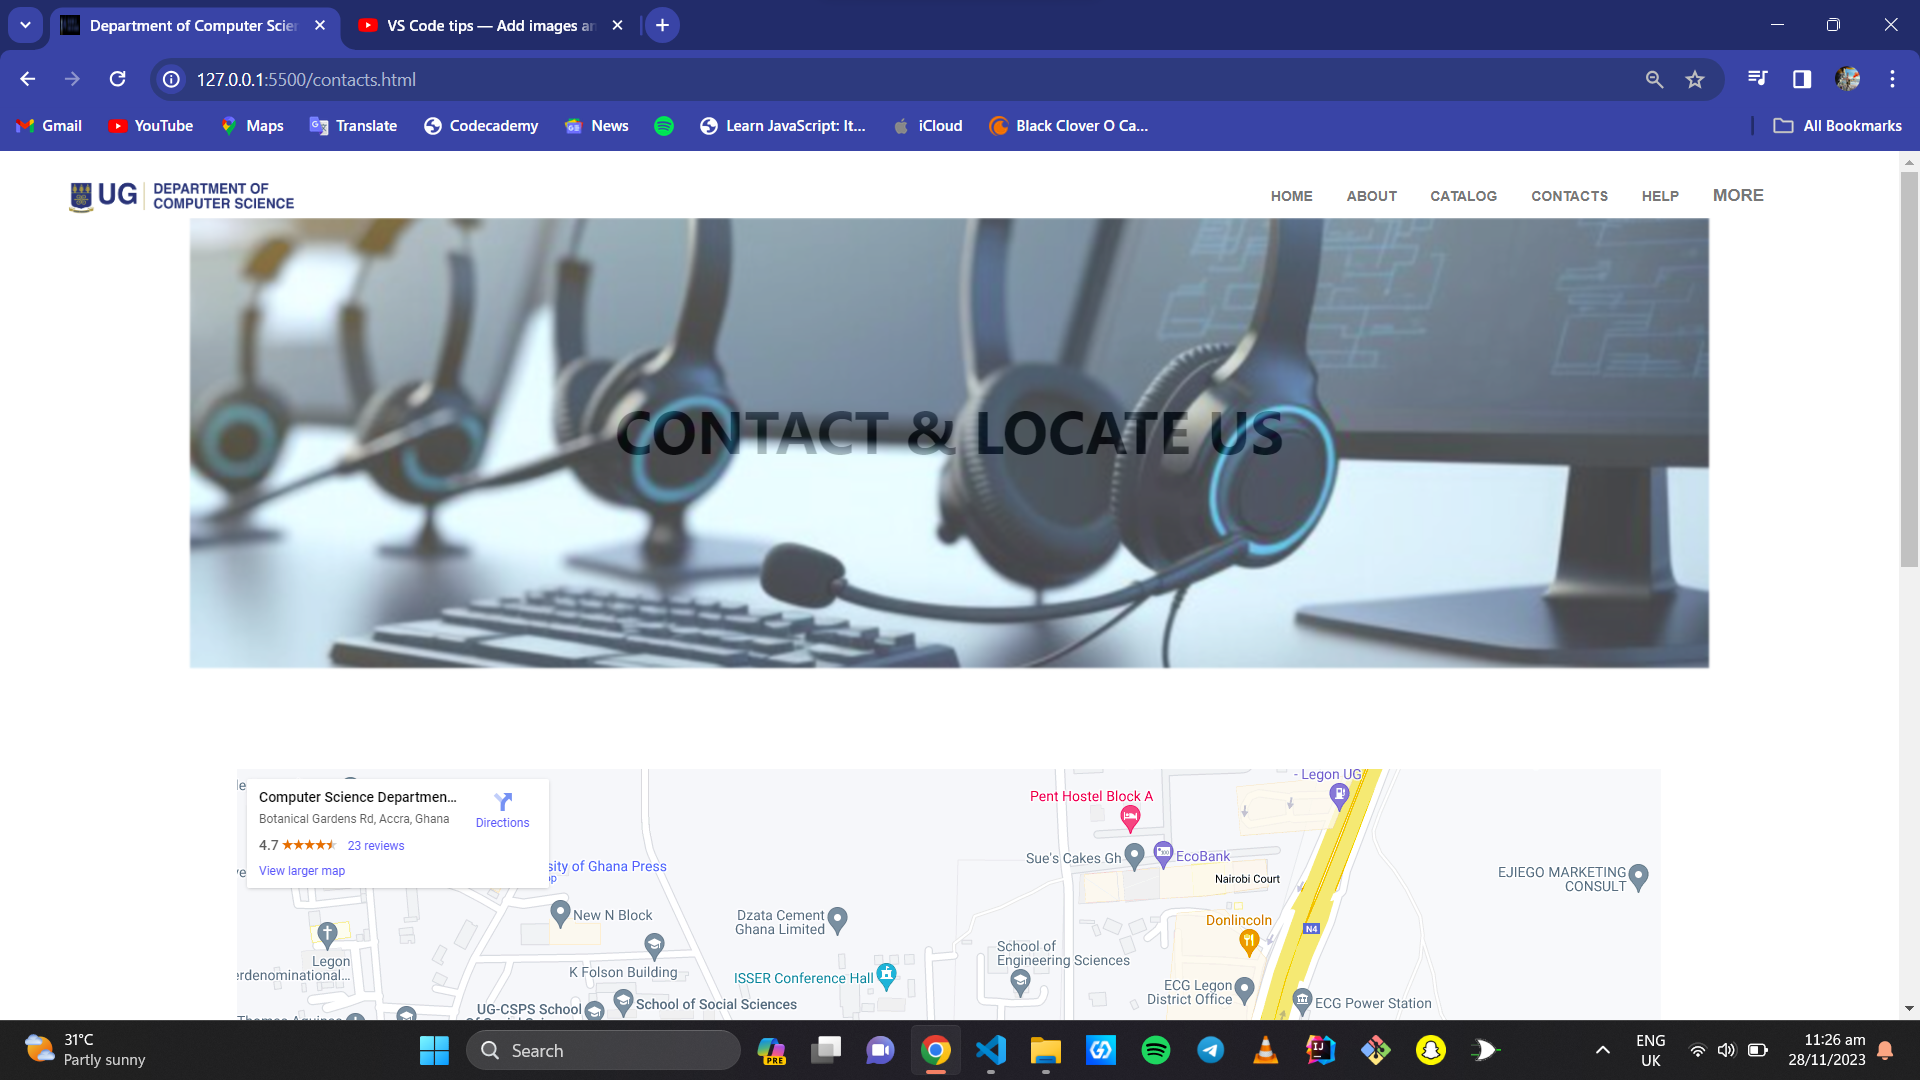 Department of Computer Scie
VS Code tips — Add images a
127.0.0.1:5500/contacts.html
Gmail
YouTube
Maps
Translate
Codecademy
News
Learn JavaScript: It...
iCloud
Black Clover O Ca...
All Bookmarks
UG
DEPARTMENT OF
COMPUTER SCIENCE
HOME
ABOUT
CATALOG
CONTACTS
HELP
MORE
CONTACT & LOCATE US
Computer Science Departmen...
Botanical Gardens Rd, Accra, Ghana
4.7
23 reviews
View larger map
Directions
sity of Ghana Press
op
- Legon UG
Pent Hostel Block A
Sue's Cakes Gh
EcoBank
Nairobi Court
EJIEGO MARKETING
CONSULT
New N Block
Dzata Cement
Ghana Limited
Donlincoln
N4
Legon
erdenominational...
K Folson Building
ISSER Conference Hall
School of
Engineering Sciences
UG-CSPS School
School of Social Sciences
ECG Legon
District Office
ECG Power Station
31°C
Partly sunny
Search
PRE
ENG
UK
11:26 am
28/11/2023